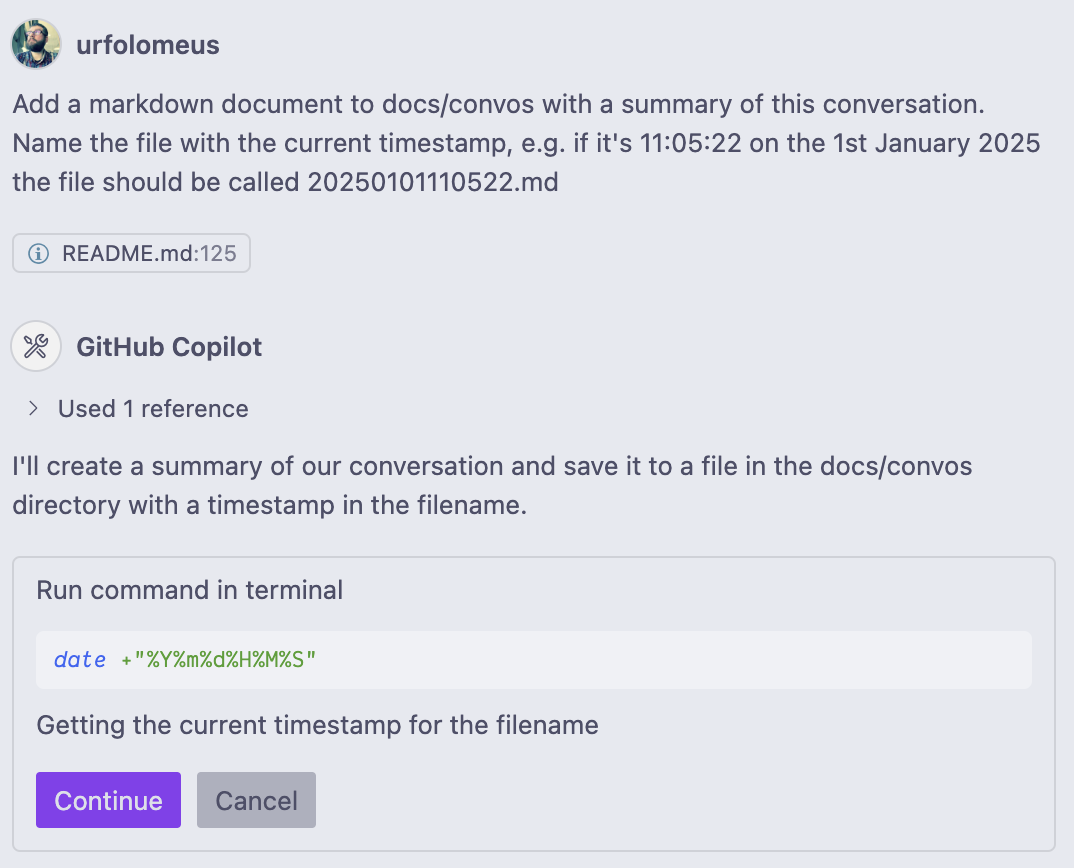 urfolomeus
Add a markdown document to docs/convos with a summary of this conversation.
Name the file with the current timestamp, e.g. if it's 11:05:22 on the 1st January 2025
the file should be called 20250101110522.md
README.md:125
GitHub Copilot
Used 1 reference
I'll create a summary of our conversation and save it to a file in the docs/convos
directory with a timestamp in the filename.
Run command in terminal
date +"%Y%m%d%H%M%S"
Getting the current timestamp for the filename
Continue
Cancel